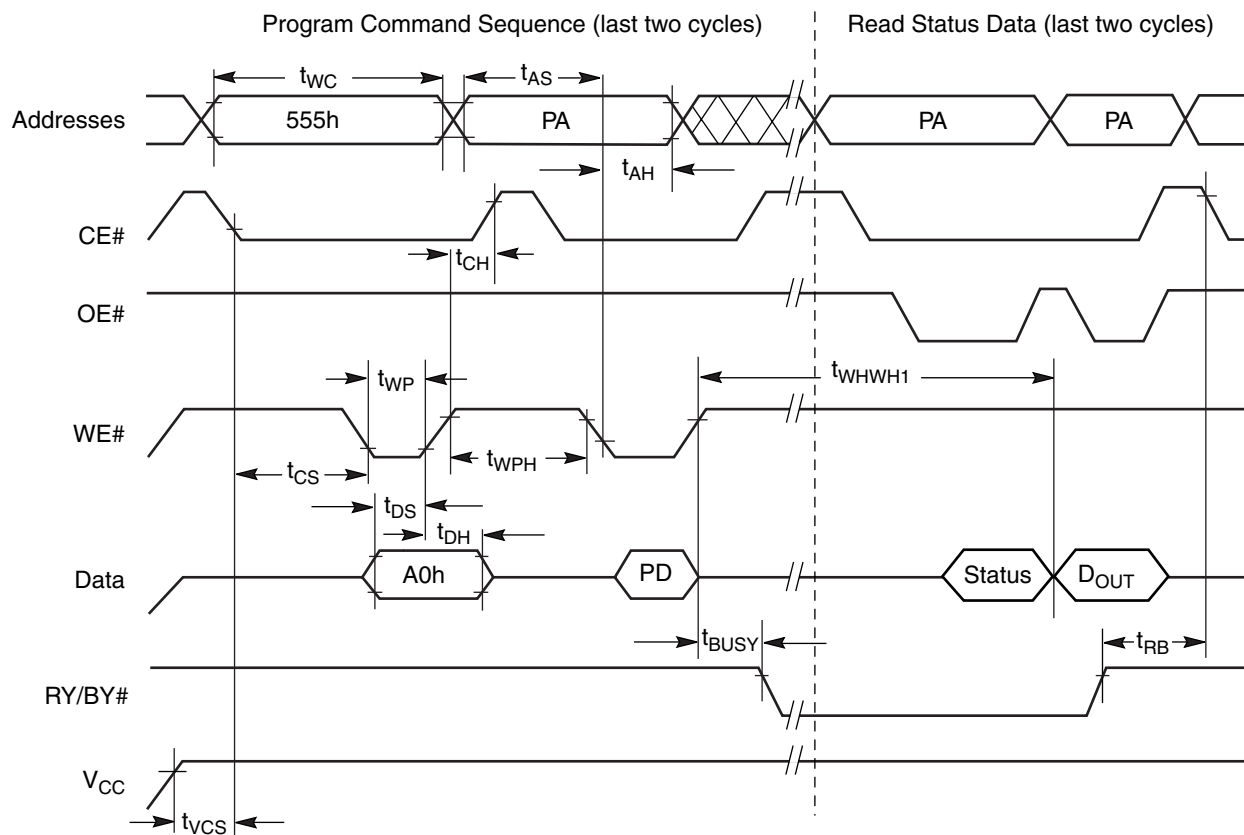 Program Command Sequence (last two cycles) Read Status Data (last two cycles)
tWC tAS
Addresses 555h PA PA PA
tAH
CE#
tCH
OE#
tWP tWHWH1
WE#
tCS tWPH
tDS
tDH
Data A0h PD Status DOUT
tBUSY tRB
RY/BY#
VCC
tVCS